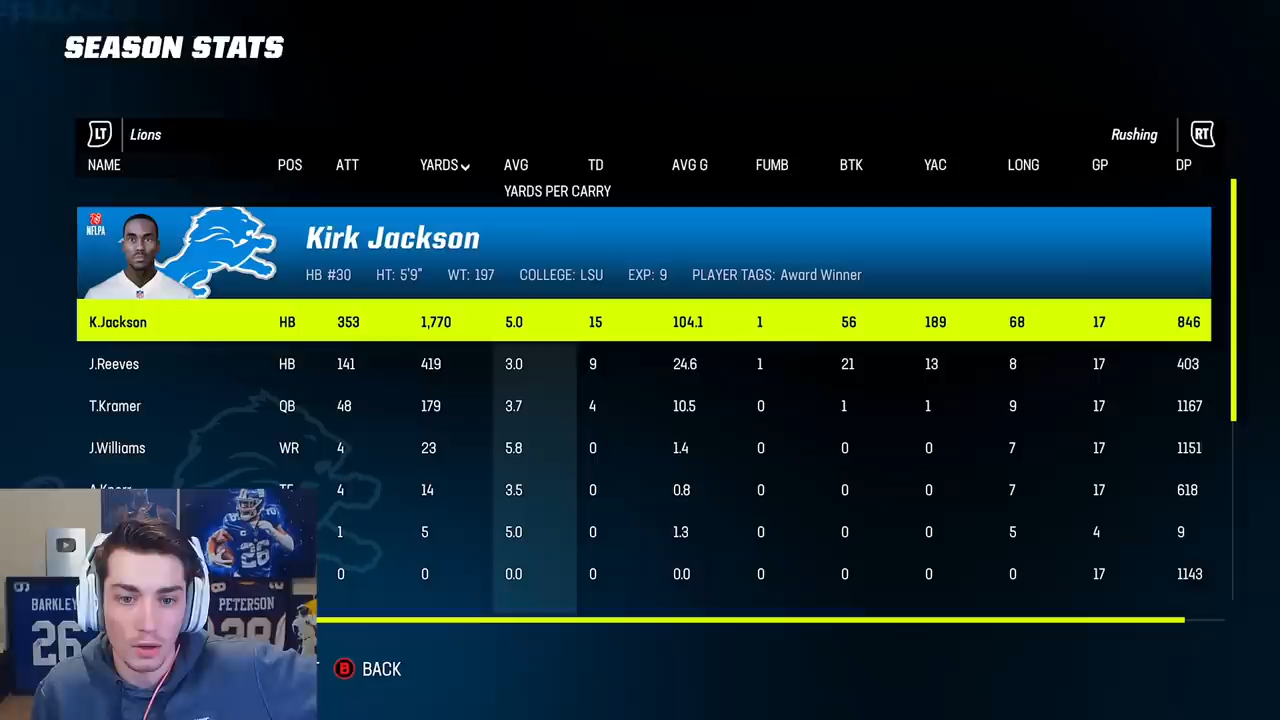 SEASON STATS
LT Lions Rushing RT
NAME POS ATT YARDS AVG TD AVG G FUMB BTK YAC LONG GP DP
YARDS PER CARRY
NFLPA
Kirk Jackson
HB #30 HT: 5'9" WT: 197 COLLEGE: LSU EXP: 9 PLAYER TAGS: Award Winner
K.Jackson HB 353 1,770 5.0 15 104.1 1 56 189 68 17 846
J.Reeves HB 141 419 3.0 9 24.6 1 21 13 8 17 403
T.Kramer QB 48 179 3.7 4 10.5 0 1 1 9 17 1167
J.Williams WR 4 23 5.8 0 1.4 0 0 0 7 17 1151
4 14 3.5 0 0.8 0 0 0 7 17 618
1 5 5.0 0 1.3 0 0 0 5 4 9
0 0 0.0 0 0.0 0 0 0 0 17 1143
26
BARKLEY
26
PETERSON
28
B BACK